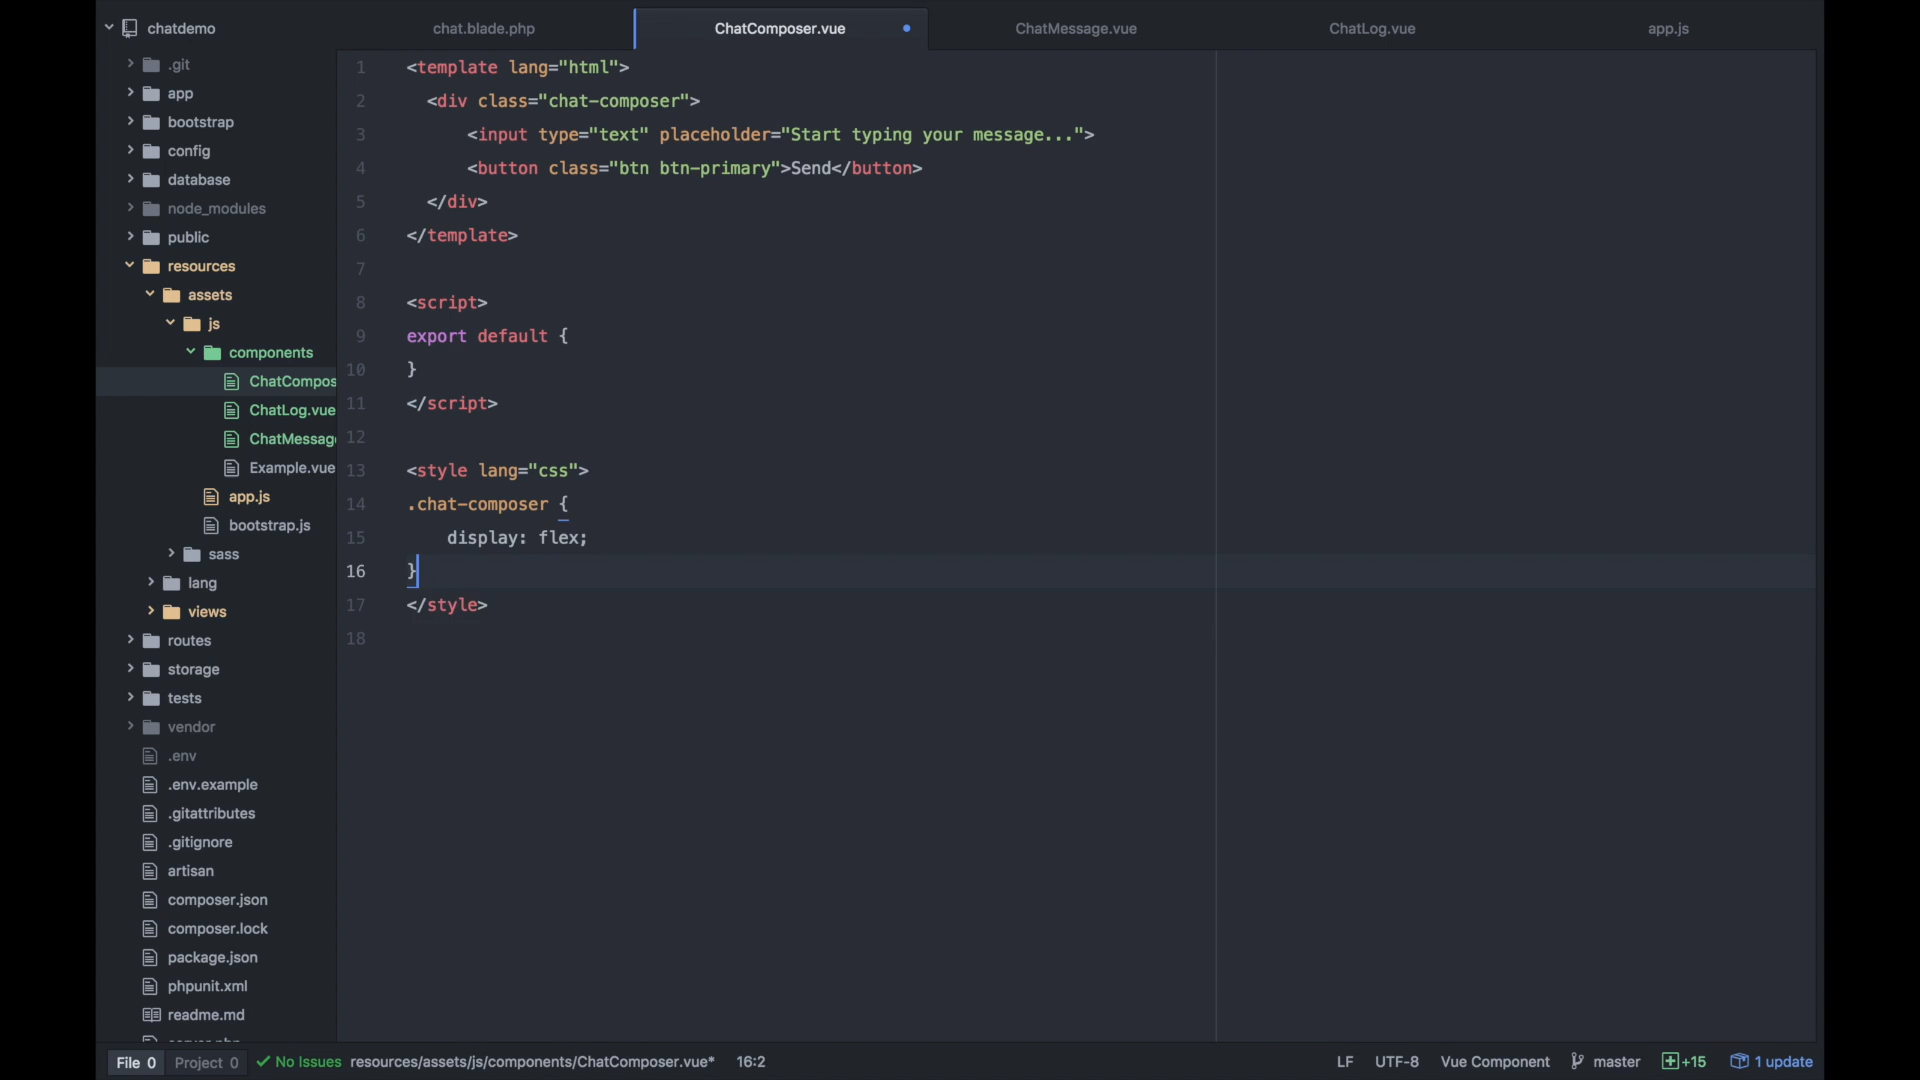 chatdemo
chat.blade.php
ChatComposer.vue
ChatMessage.vue
ChatLog.vue
app.js
.git
app
bootstrap
config
database
node_modules
public
resources
assets
js
components
ChatCompos
ChatLog.vue
ChatMessag
Example.vue
app.js
bootstrap.js
sass
lang
views
routes
storage
tests
vendor
.env
.env.example
.gitattributes
.gitignore
artisan
composer.json
composer.lock
package.json
phpunit.xml
readme.md
1 <template lang="html">
2 <div class="chat-composer">
3 <input type="text" placeholder="Start typing your message...">
4 <button class="btn btn-primary">Send</button>
5 </div>
6 </template>
7
8 <script>
9 export default {
10 }
11 </script>
12
13 <style lang="css">
14 .chat-composer {
15 display: flex;
16 }
17 </style>
18
File 0 Project 0 No Issues resources/assets/js/components/ChatComposer.vue* 16:2 LF UTF-8 Vue Component master +15 1 update